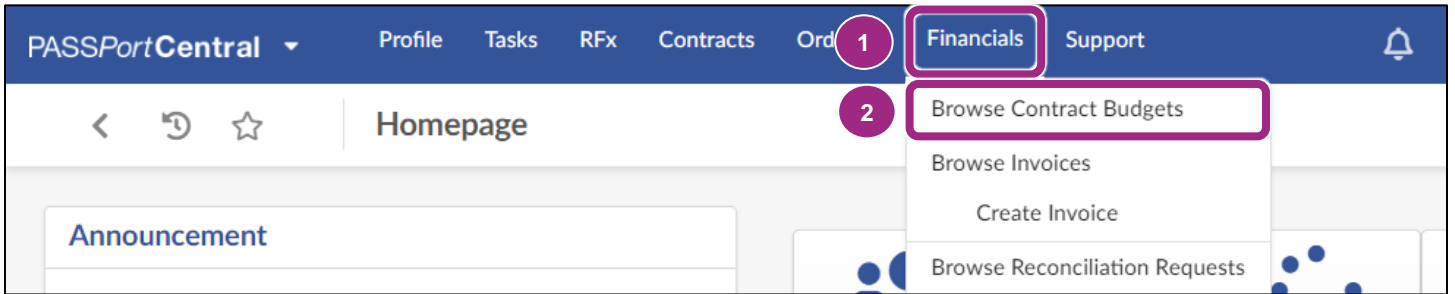 PASSPortCentral Profile Tasks RFx Contracts Ord 1 Financials Support
Homepage
2 Browse Contract Budgets
Browse Invoices
Create Invoice
Announcement
Browse Reconciliation Requests